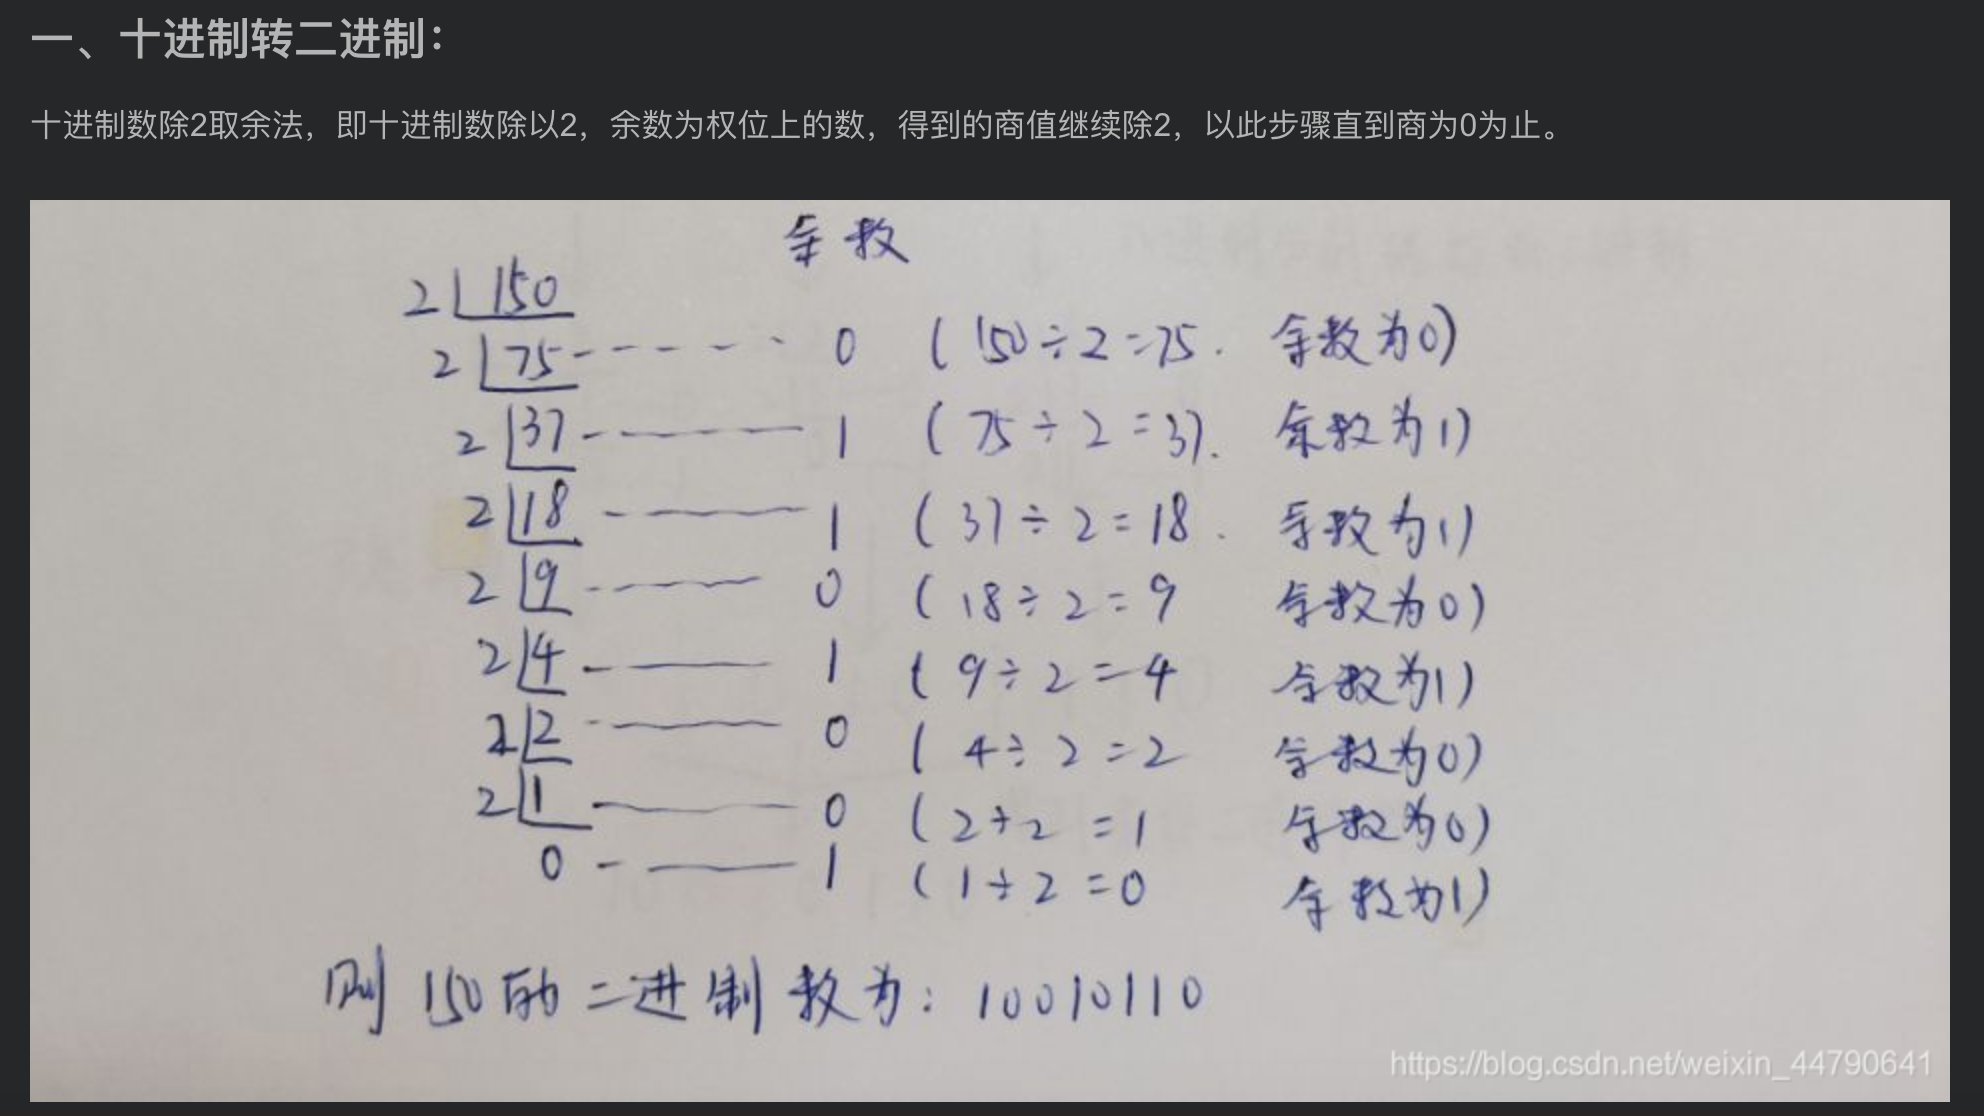 一、十进制转二进制：
十进制数除2取余法，即十进制数除以2，余数为权位上的数，得到的商值继续除2，以此步骤直到商为0为止。
余数
2 150
2 75 0 (150÷2=75. 余数为0)
2 37 1 (75÷2=37. 余数为1)
2 18 1 (37÷2=18. 余数为1)
2 9 0 (18÷2=9 余数为0)
2 4 1 (9÷2=4 余数为1)
2 2 0 (4÷2=2 余数为0)
2 1 0 (2÷2=1 余数为0)
0 1 (1÷2=0 余数为1)
则150的二进制数为：10010110
https://blog.csdn.net/weixin_44790641